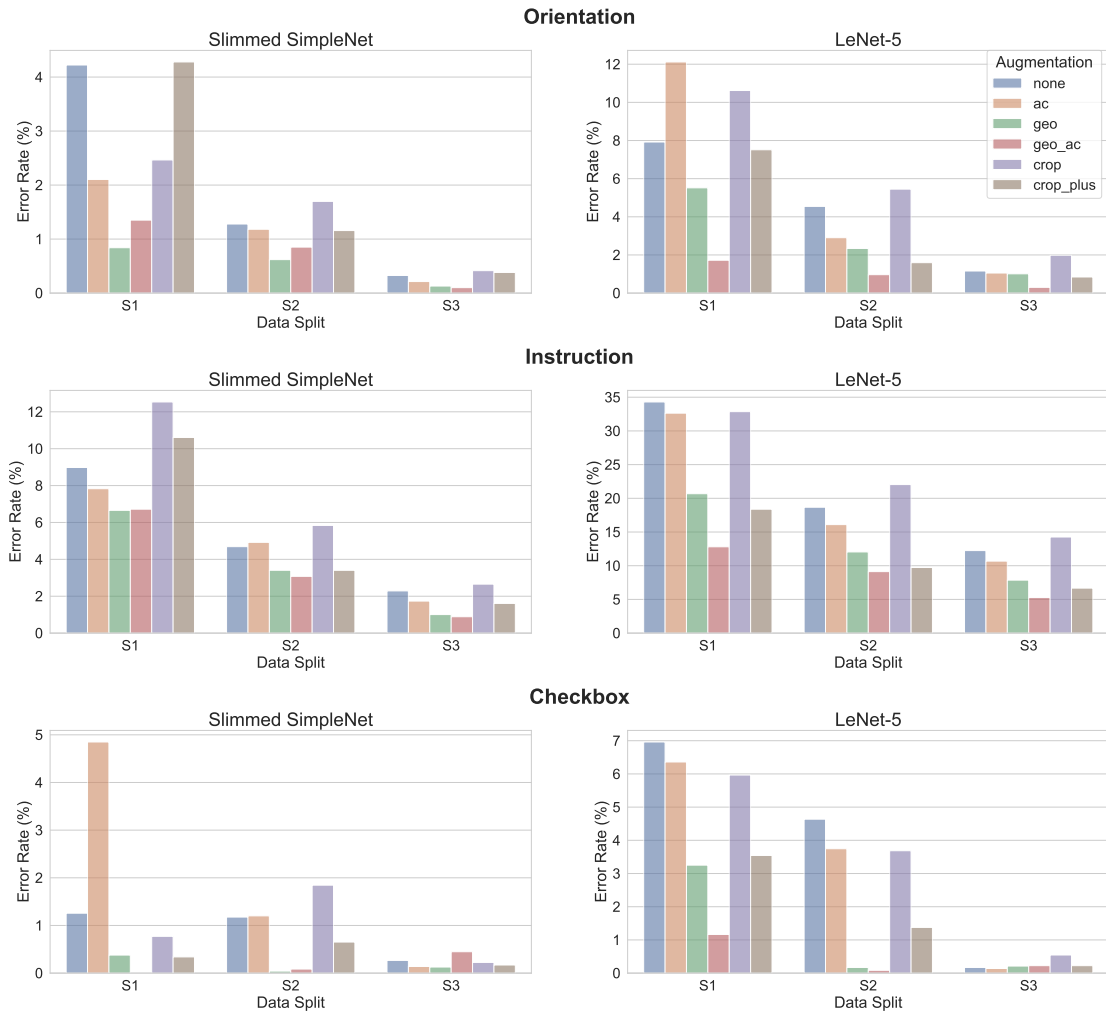 Orientation
Slimmed SimpleNet
Error Rate (%)
4
3
2
1
0
S1 S2 S3
Data Split
LeNet-5
Error Rate (%)
12
10
8
6
4
2
0
S1 S2 S3
Data Split
Augmentation
none
ac
geo
geo_ac
crop
crop_plus
Instruction
Slimmed SimpleNet
Error Rate (%)
12
10
8
6
4
2
0
S1 S2 S3
Data Split
LeNet-5
Error Rate (%)
35
30
25
20
15
10
5
0
S1 S2 S3
Data Split
Checkbox
Slimmed SimpleNet
Error Rate (%)
5
4
3
2
1
0
S1 S2 S3
Data Split
LeNet-5
Error Rate (%)
7
6
5
4
3
2
1
0
S1 S2 S3
Data Split